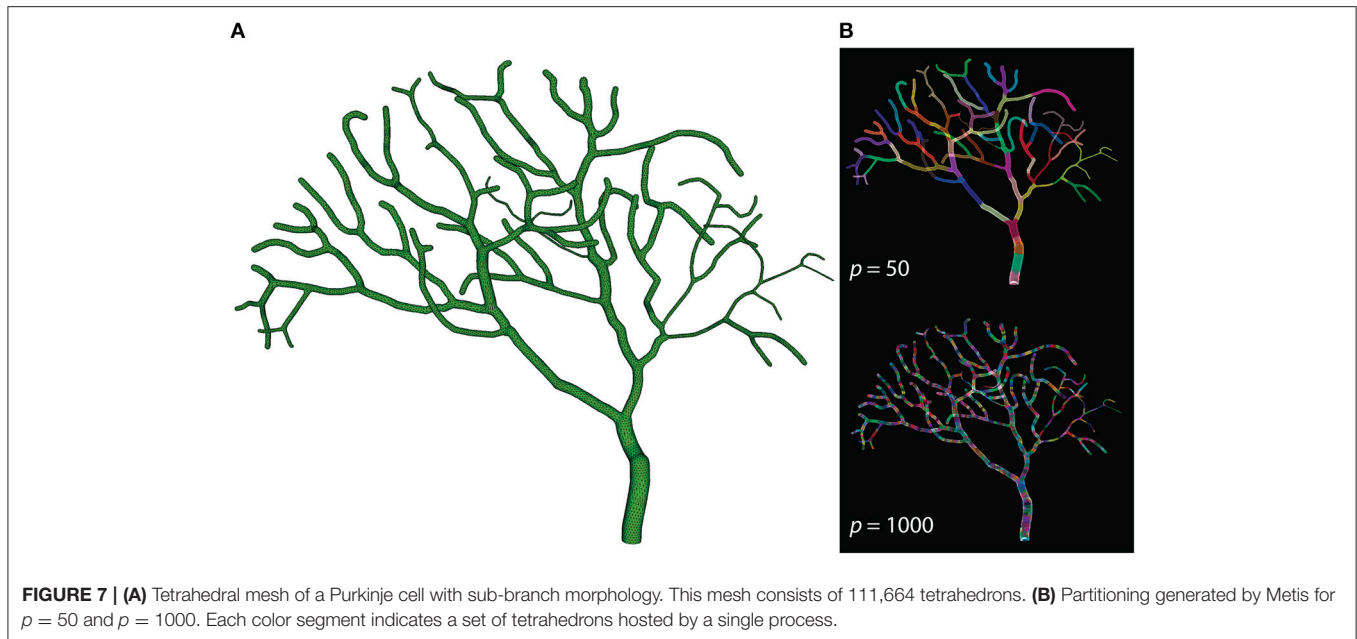 A
B
p = 50
p = 1000
FIGURE 7 | (A) Tetrahedral mesh of a Purkinje cell with sub-branch morphology. This mesh consists of 111,664 tetrahedrons. (B) Partitioning generated by Metis for
p = 50 and p = 1000. Each color segment indicates a set of tetrahedrons hosted by a single process.